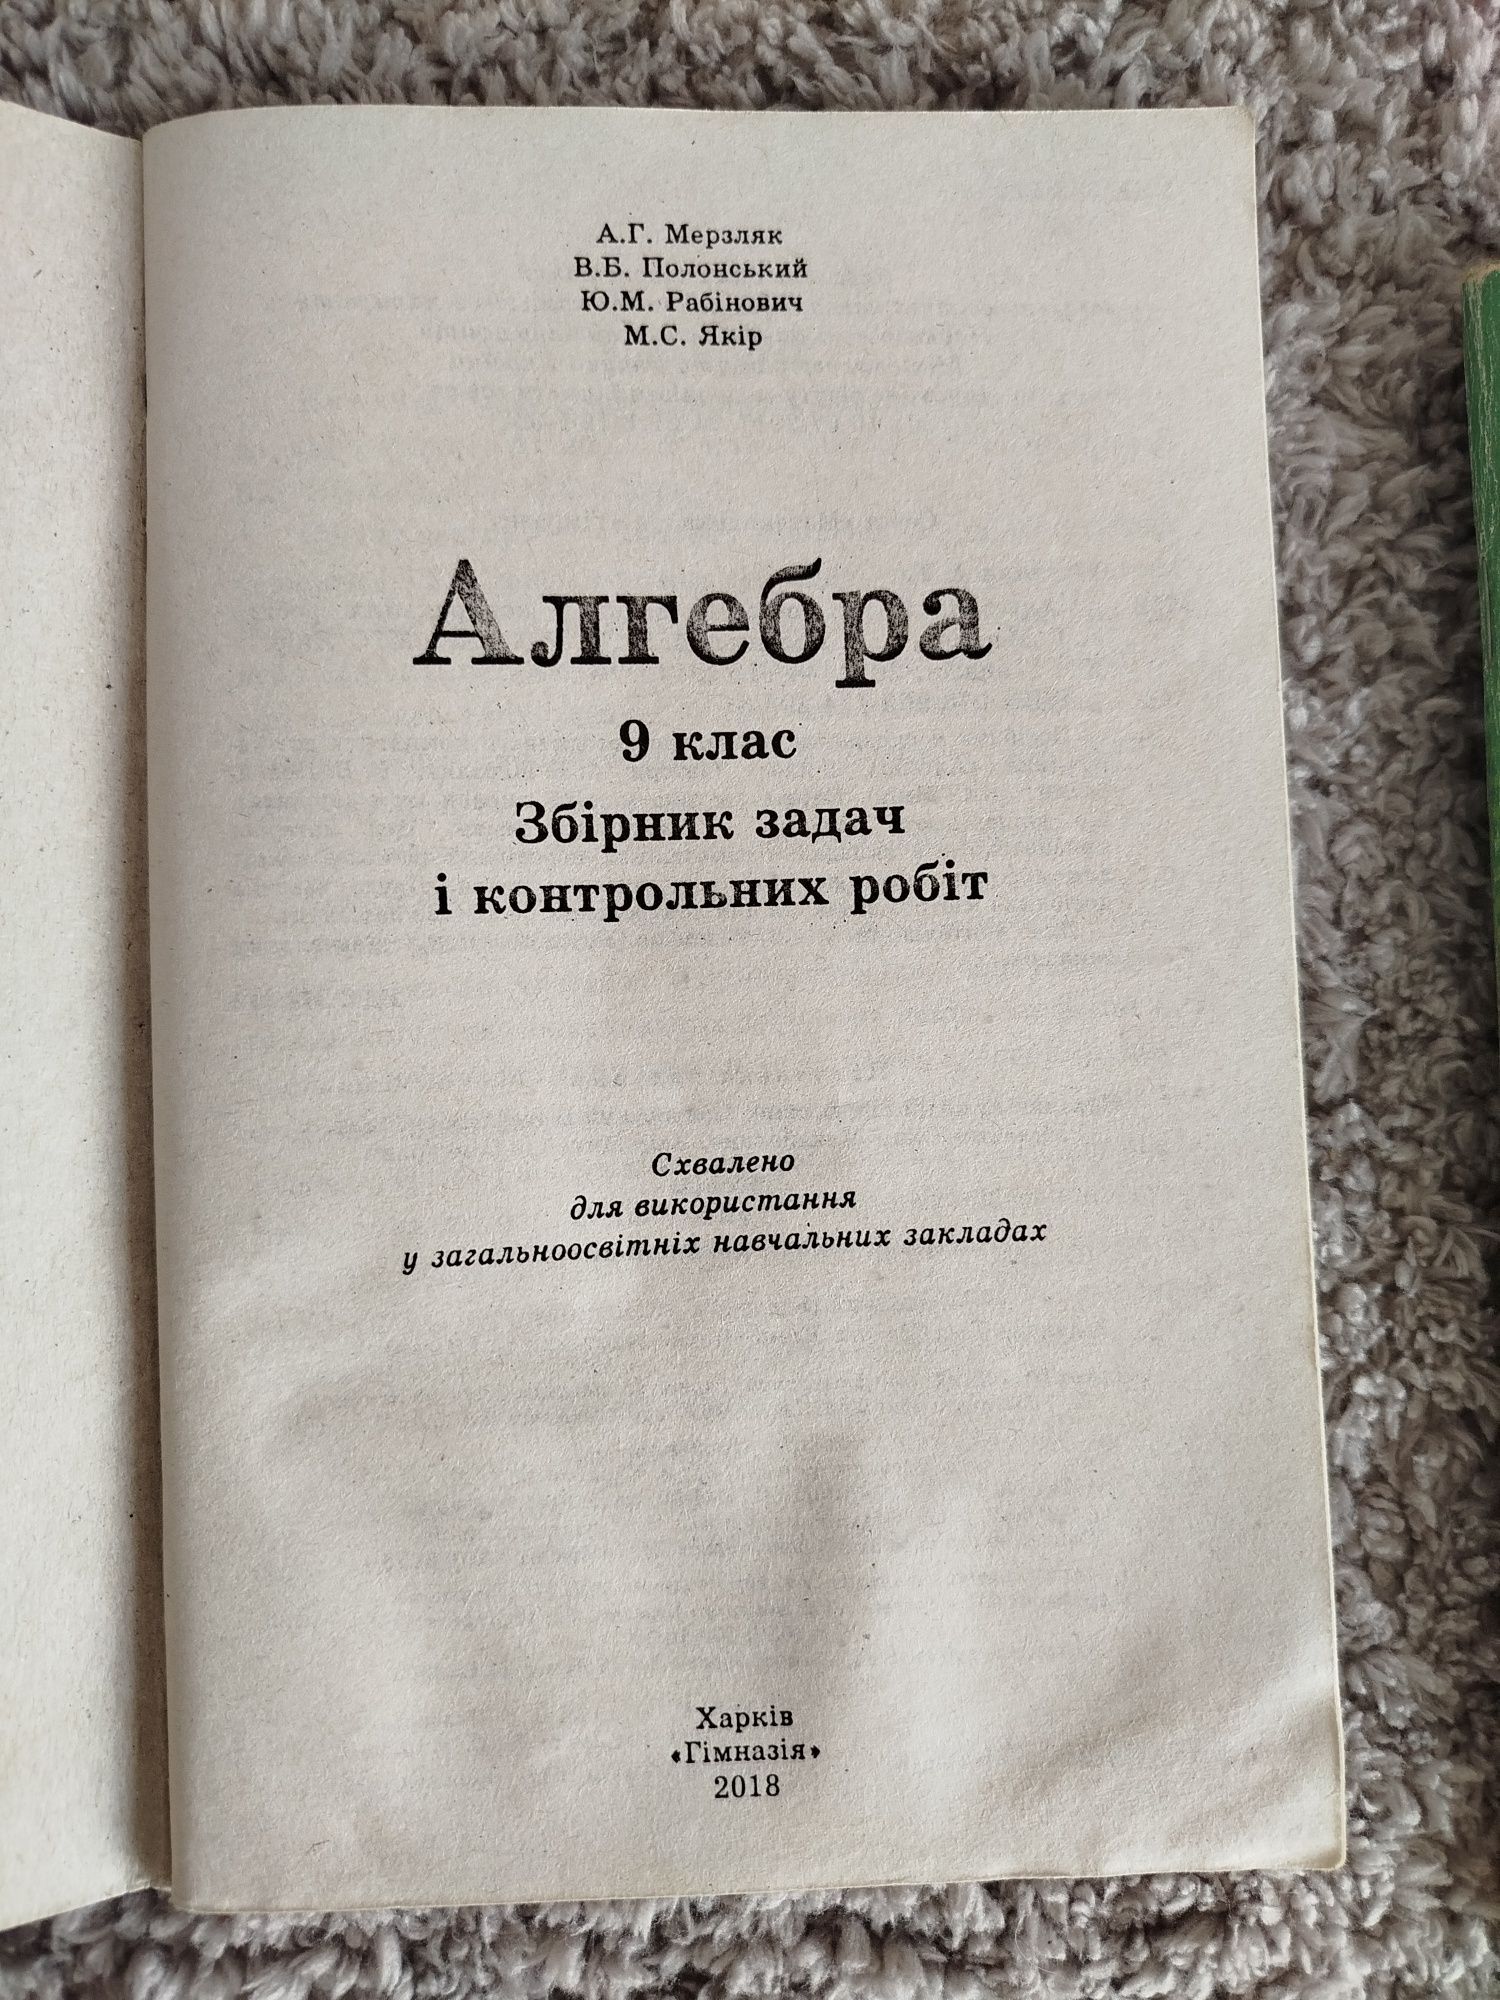 А.Г. Мерзляк
В.Б. Полонський
Ю.М. Рабінович
М.С. Якір
Алгебра
9 клас
Збірник задач
і контрольних робіт
Схвалено
для використання
у загальноосвітніх навчальних закладах
Харків
«Гімназія»
2018